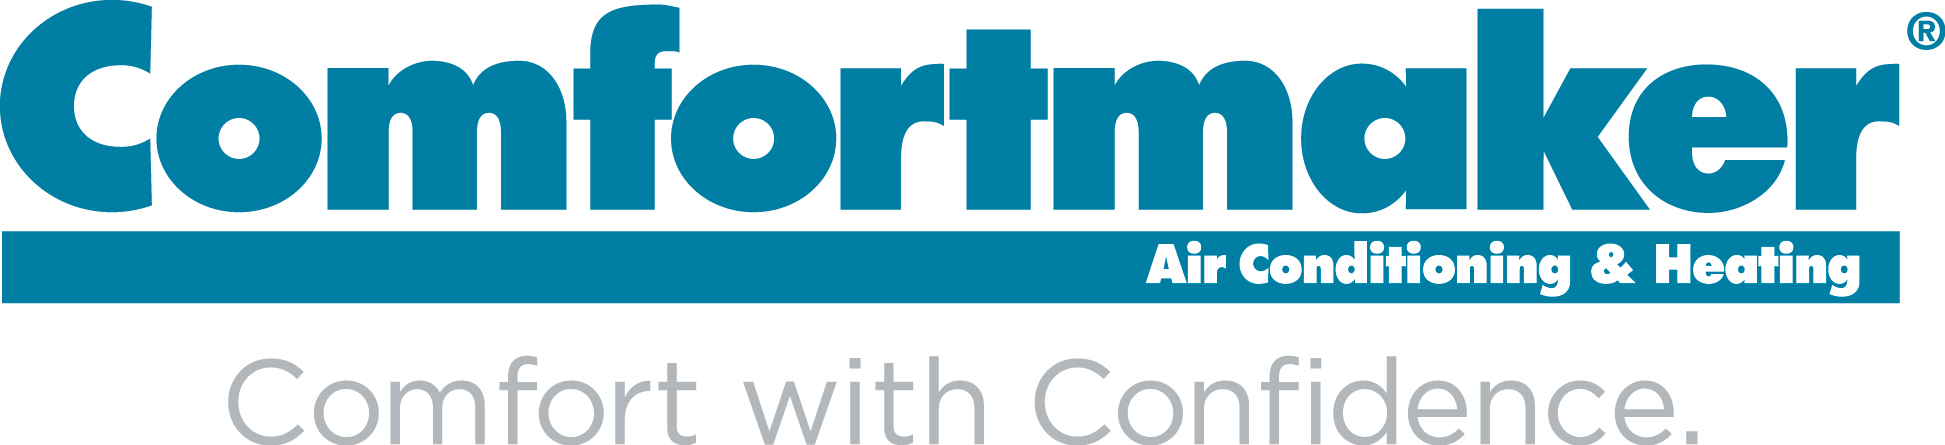 Comfortmaker®
Air Conditioning & Heating
Comfort with Confidence.